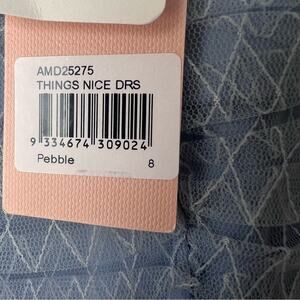 AMD25275
THINGS NICE DRS
9 334674 309024
Pebble 8